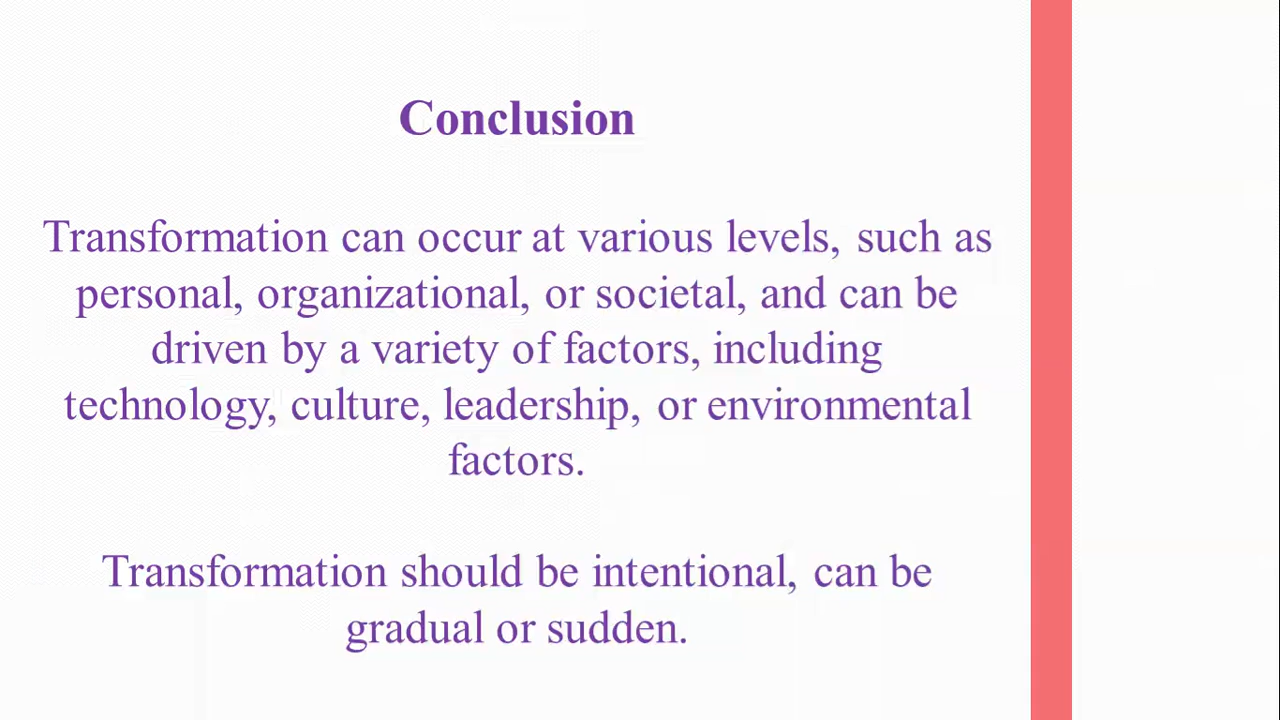 Conclusion
Transformation can occur at various levels, such as
personal, organizational, or societal, and can be
driven by a variety of factors, including
technology, culture, leadership, or environmental
factors.
Transformation should be intentional, can be
gradual or sudden.